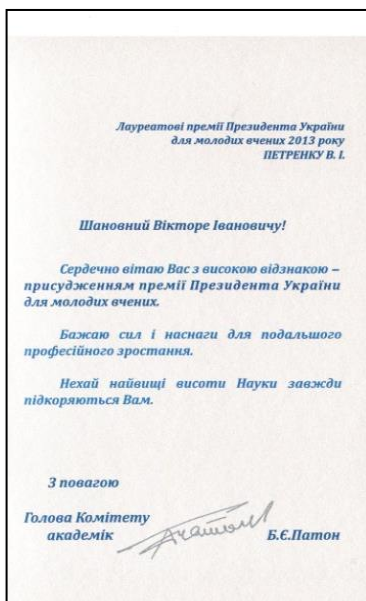 Лауреатові премії Президента України
для молодих вчених 2013 року
ПЕТРЕНКУ В. І.
Шановний Вікторе Івановичу!
Сердечно вітаю Вас з високою відзнакою –
присудженням премії Президента України
для молодих вчених.
Бажаю сил і наснаги для подальшого
професійного зростання.
Нехай найвищі висоти Науки завжди
підкоряються Вам.
З повагою
Голова Комітету
академік Б.Є.Патон